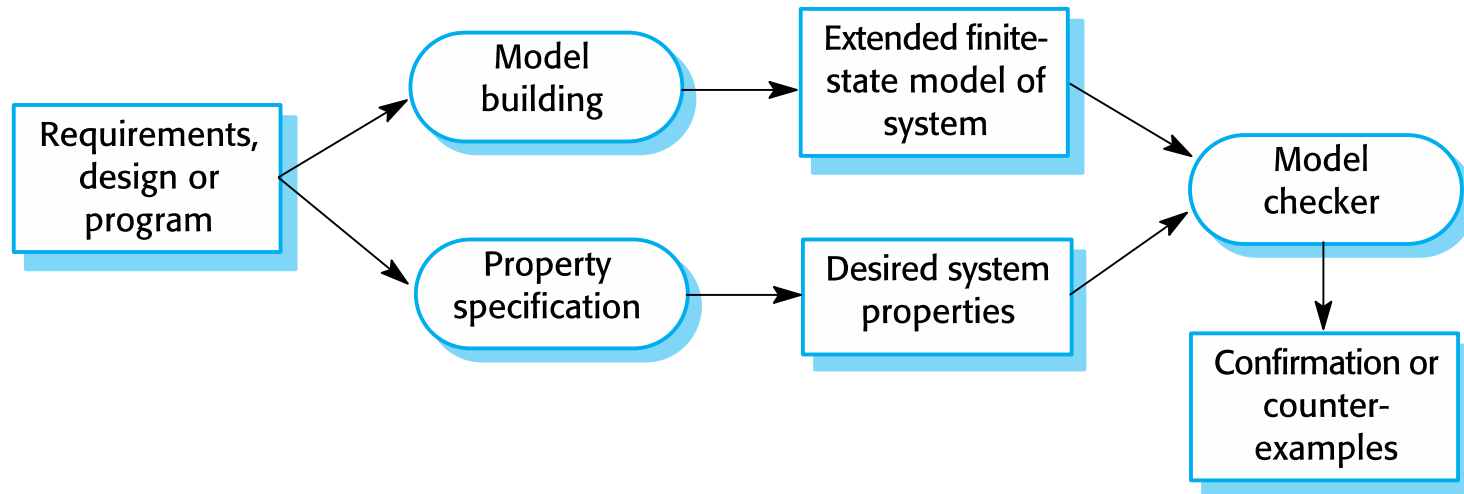 Requirements,
design or
program
Model
building
Property
specification
Extended finite-
state model of
system
Desired system
properties
Model
checker
Confirmation or
counter-
examples